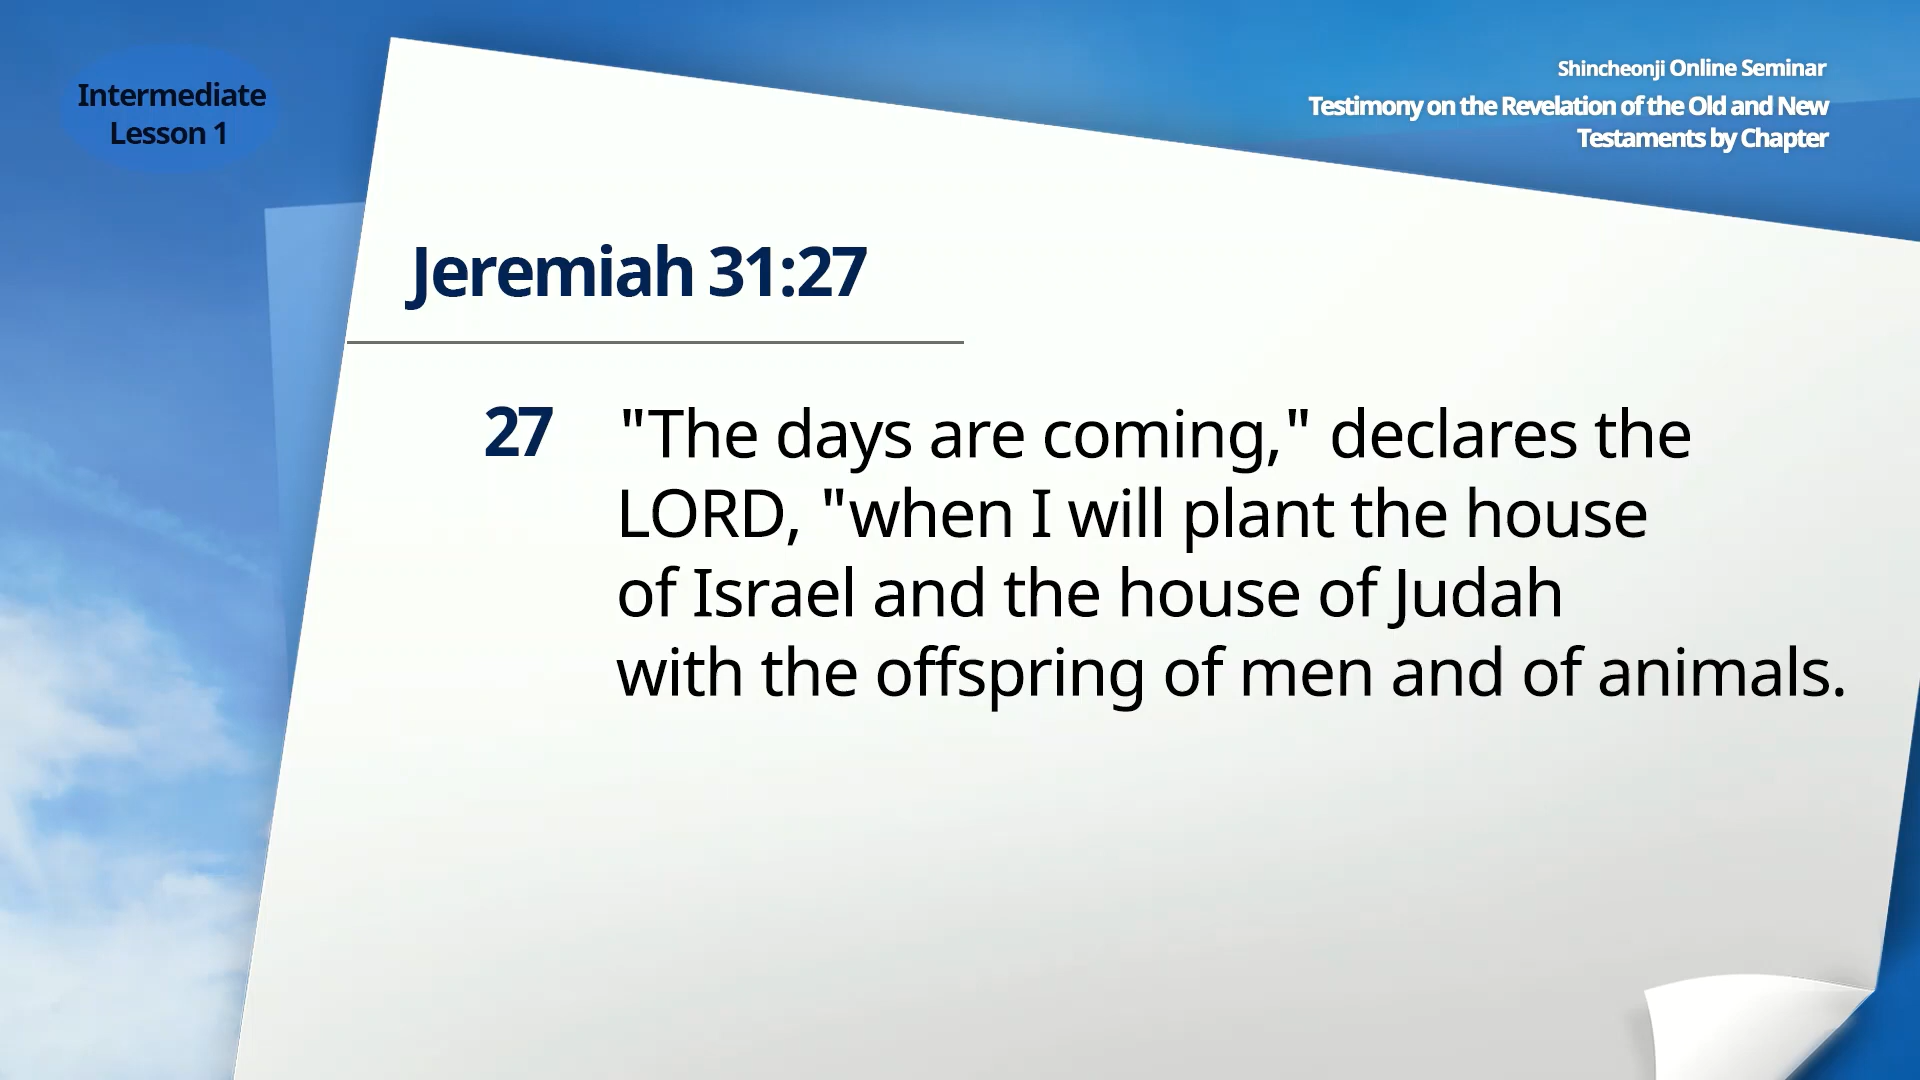 Intermediate
Lesson 1
Shincheonji Online Seminar
Testimony on the Revelation of the Old and New
Testaments by Chapter
Jeremiah 31:27
27 "The days are coming," declares the
LORD, "when I will plant the house
of Israel and the house of Judah
with the offspring of men and of animals.